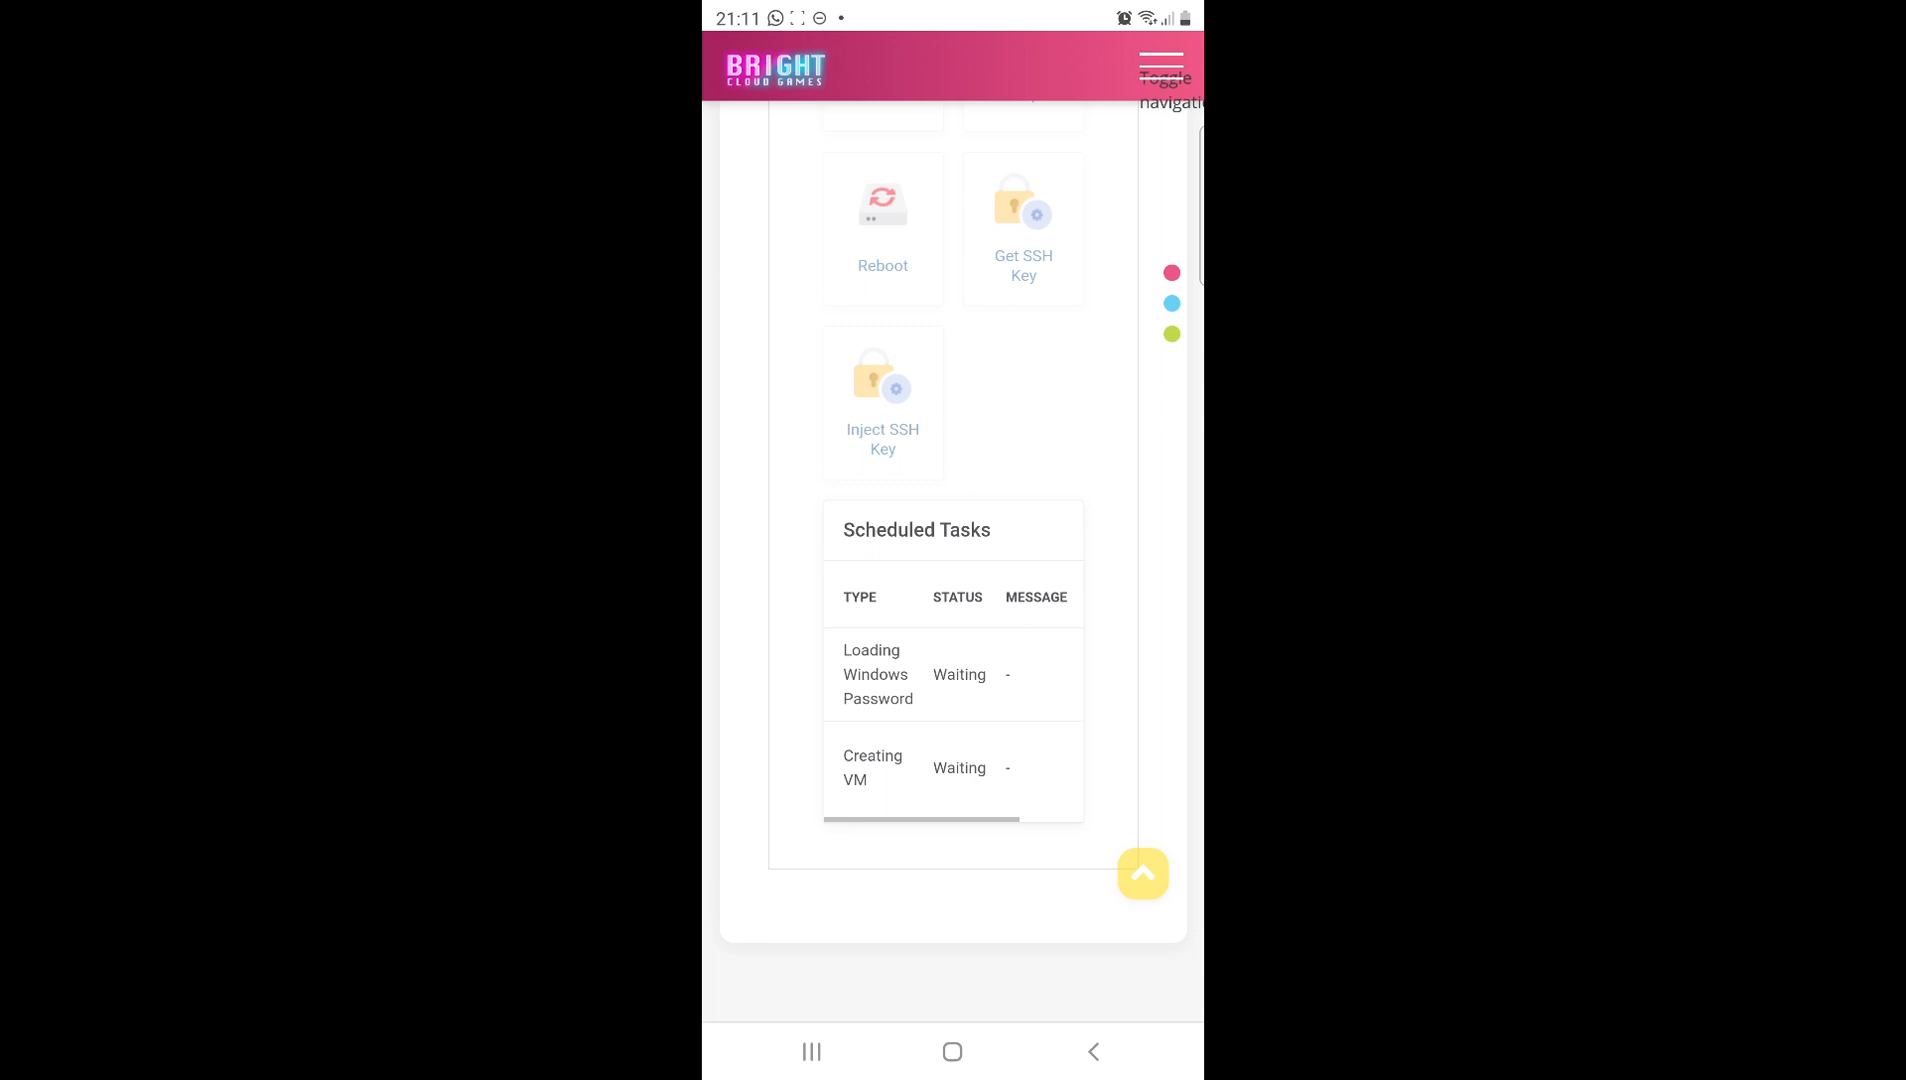 21:11
BRIGHT
CLOUD GAMES
Toggle
navigati
Reboot
Get SSH
Key
Inject SSH
Key
Scheduled Tasks
TYPE STATUS MESSAGE
Loading
Windows
Password
Waiting -
Creating
VM
Waiting -